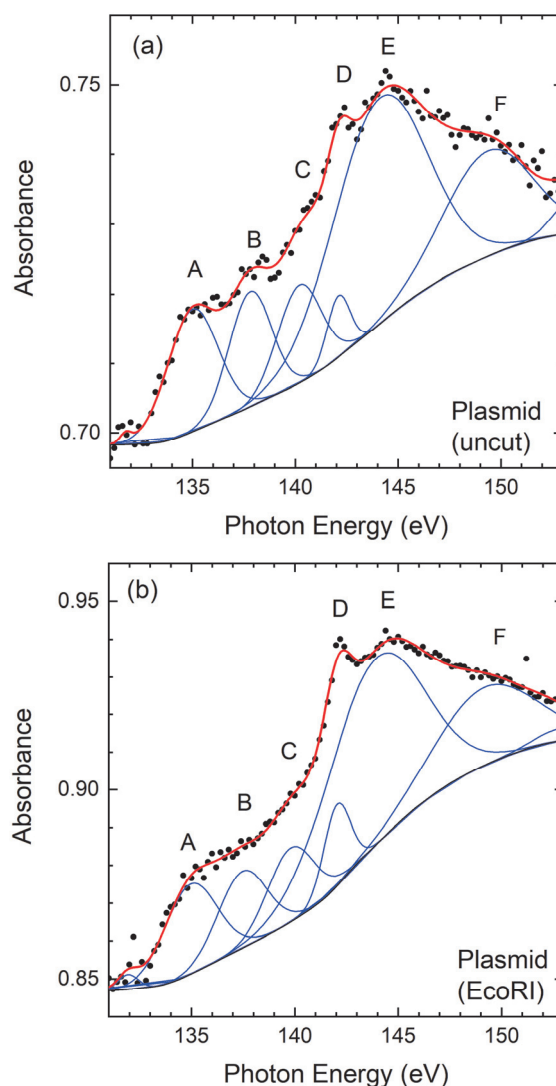 (a)
E
D
F
C
B
A
0.75
0.70
Absorbance
Plasmid
(uncut)
135 140 145 150
Photon Energy (eV)
(b)
D
E
F
C
B
A
0.95
0.90
0.85
Absorbance
Plasmid
(EcoRI)
135 140 145 150
Photon Energy (eV)